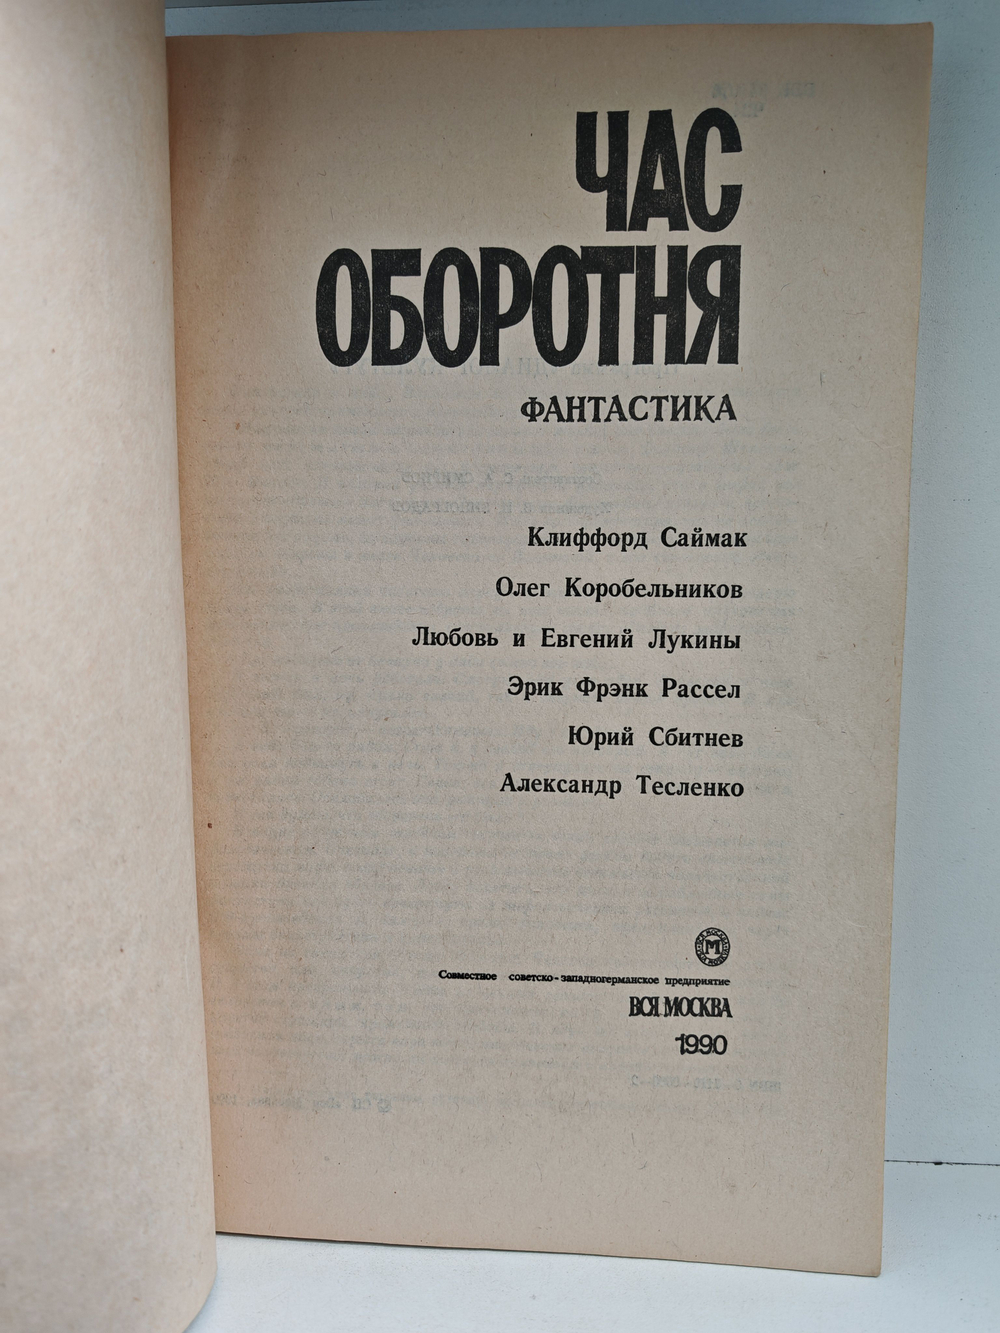 ЧАС
ОБОРОТНЯ
ФАНТАСТИКА
Клиффорд Саймак
Олег Коробельников
Любовь и Евгений Лукины
Эрик Фрэнк Рассел
Юрий Сбитнев
Александр Тесленко
М
Совместное советско-западногерманское предприятие
ВСЯ МОСКВА
1990